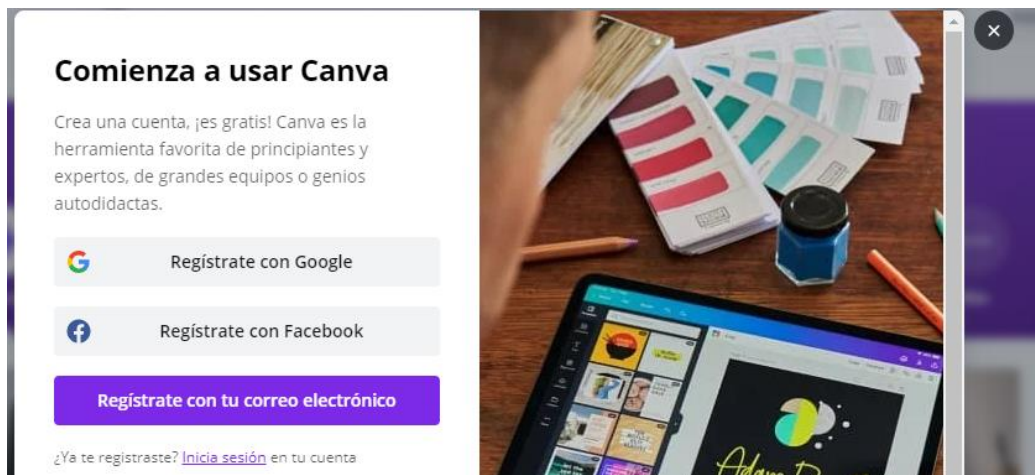 Comienza a usar Canva
Crea una cuenta, ¡es gratis! Canva es la
herramienta favorita de principiantes y
expertos, de grandes equipos o genios
autodidactas.
Regístrate con Google
Regístrate con Facebook
Regístrate con tu correo electrónico
¿Ya te registraste? Inicia sesión en tu cuenta